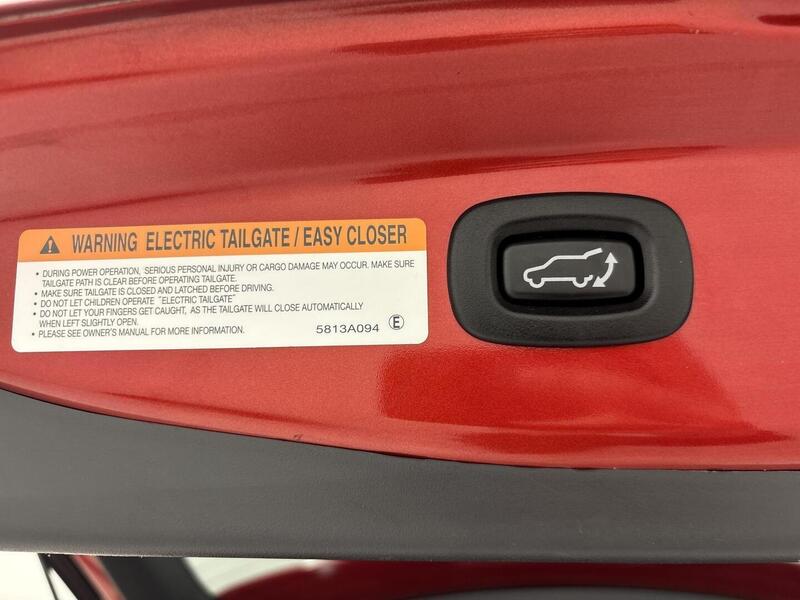 WARNING ELECTRIC TAILGATE / EASY CLOSER
• DURING POWER OPERATION, SERIOUS PERSONAL INJURY OR CARGO DAMAGE MAY OCCUR. MAKE SURE
TAILGATE PATH IS CLEAR BEFORE OPERATING TAILGATE.
• MAKE SURE TAILGATE IS CLOSED AND LATCHED BEFORE DRIVING.
• DO NOT LET CHILDREN OPERATE "ELECTRIC TAILGATE"
• DO NOT LET YOUR FINGERS GET CAUGHT, AS THE TAILGATE WILL CLOSE AUTOMATICALLY
WHEN LEFT SLIGHTLY OPEN.
• PLEASE SEE OWNER'S MANUAL FOR MORE INFORMATION.
5813A094 Ⓔ